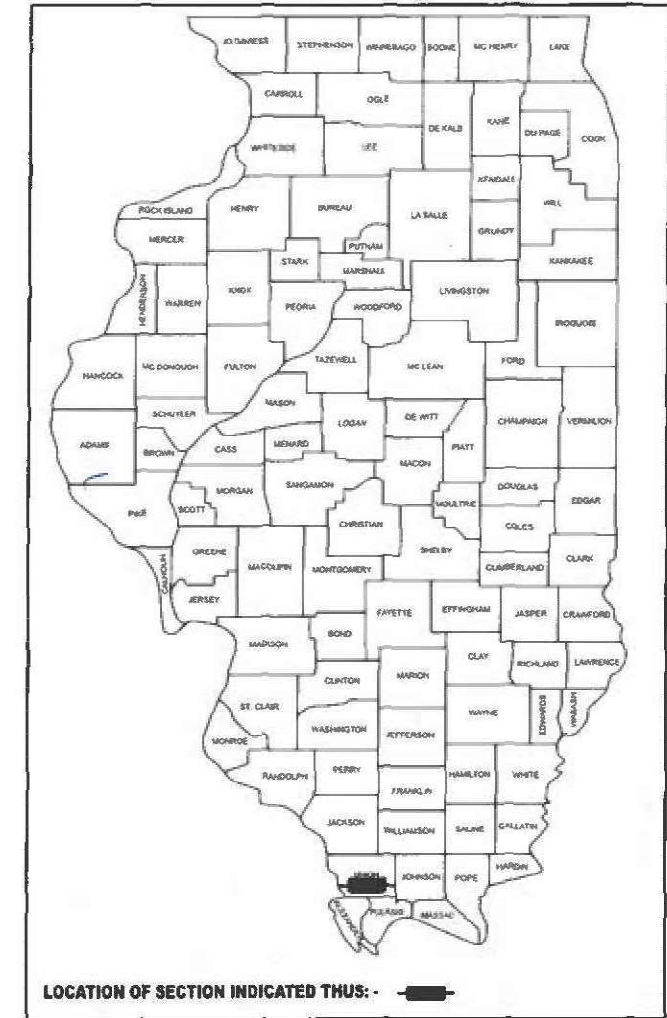 JO DAVIESS STEPHENSON WINNEBAGO BOONE MC HENRY LAKE
CARROLL OGLE DE KALB KANE DU PAGE COOK
WHITESIDE LEE
KENDALL
ROCK ISLAND HENRY BUREAU LA SALLE WILL
MERCER PUTNAM GRUNDY
STARK MARSHALL KANKAKEE
HENDERSON WARREN KNOX PEORIA WOODFORD LIVINGSTON IROQUOIS
HANCOCK MC DONOUGH FULTON TAZEWELL MC LEAN FORD
MASON
SCHUYLER LOGAN DE WITT CHAMPAIGN VERMILION
ADAMS BROWN CASS MENARD MACON PIATT
MORGAN SANGAMON DOUGLAS EDGAR
PIKE SCOTT CHRISTIAN MOULTRIE COLES
CALHOUN GREENE MACOUPIN MONTGOMERY SHELBY CUMBERLAND CLARK
JERSEY FAYETTE EFFINGHAM JASPER CRAWFORD
MADISON BOND
CLINTON MARION CLAY RICHLAND LAWRENCE
ST. CLAIR WAYNE EDWARDS WABASH
MONROE WASHINGTON JEFFERSON
RANDOLPH PERRY FRANKLIN HAMILTON WHITE
JACKSON WILLIAMSON SALINE GALLATIN
JOHNSON POPE HARDIN
ALEXANDER PULASKI MASSAC
LOCATION OF SECTION INDICATED THUS: -